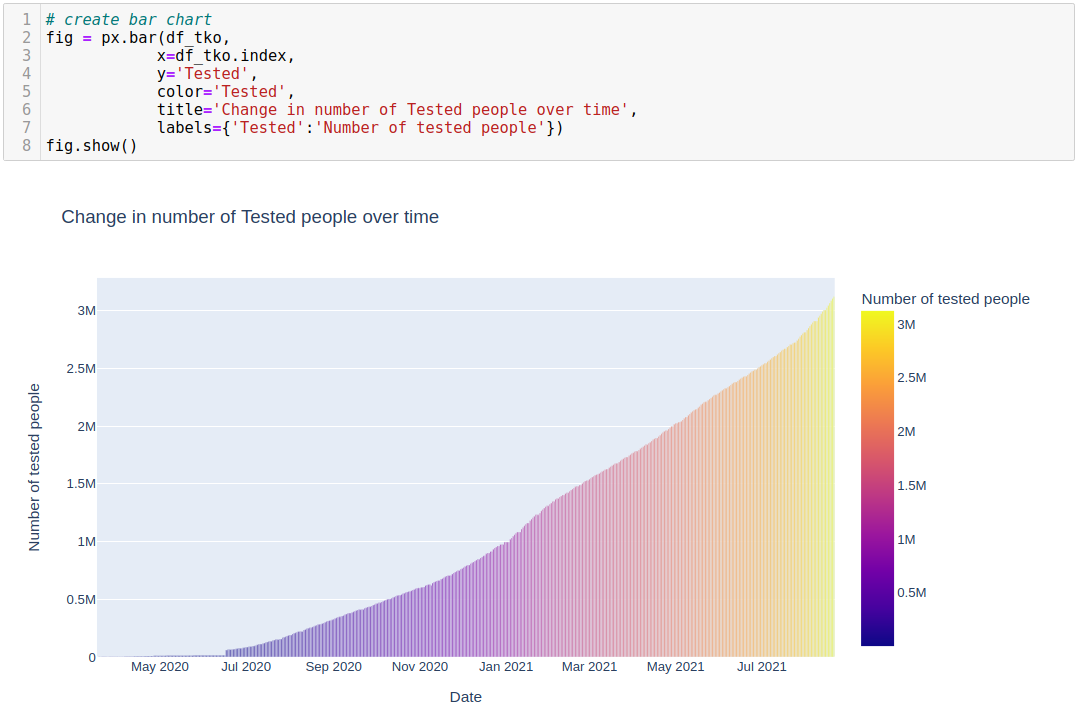 1 # create bar chart
2 fig = px.bar(df_tko,
3 x=df_tko.index,
4 y='Tested',
5 color='Tested',
6 title='Change in number of Tested people over time',
7 labels={'Tested':'Number of tested people'})
8 fig.show()
Change in number of Tested people over time
Number of tested people
3M
2.5M
2M
1.5M
1M
0.5M
0
May 2020 Jul 2020 Sep 2020 Nov 2020 Jan 2021 Mar 2021 May 2021 Jul 2021
Date
Number of tested people
3M
2.5M
2M
1.5M
1M
0.5M